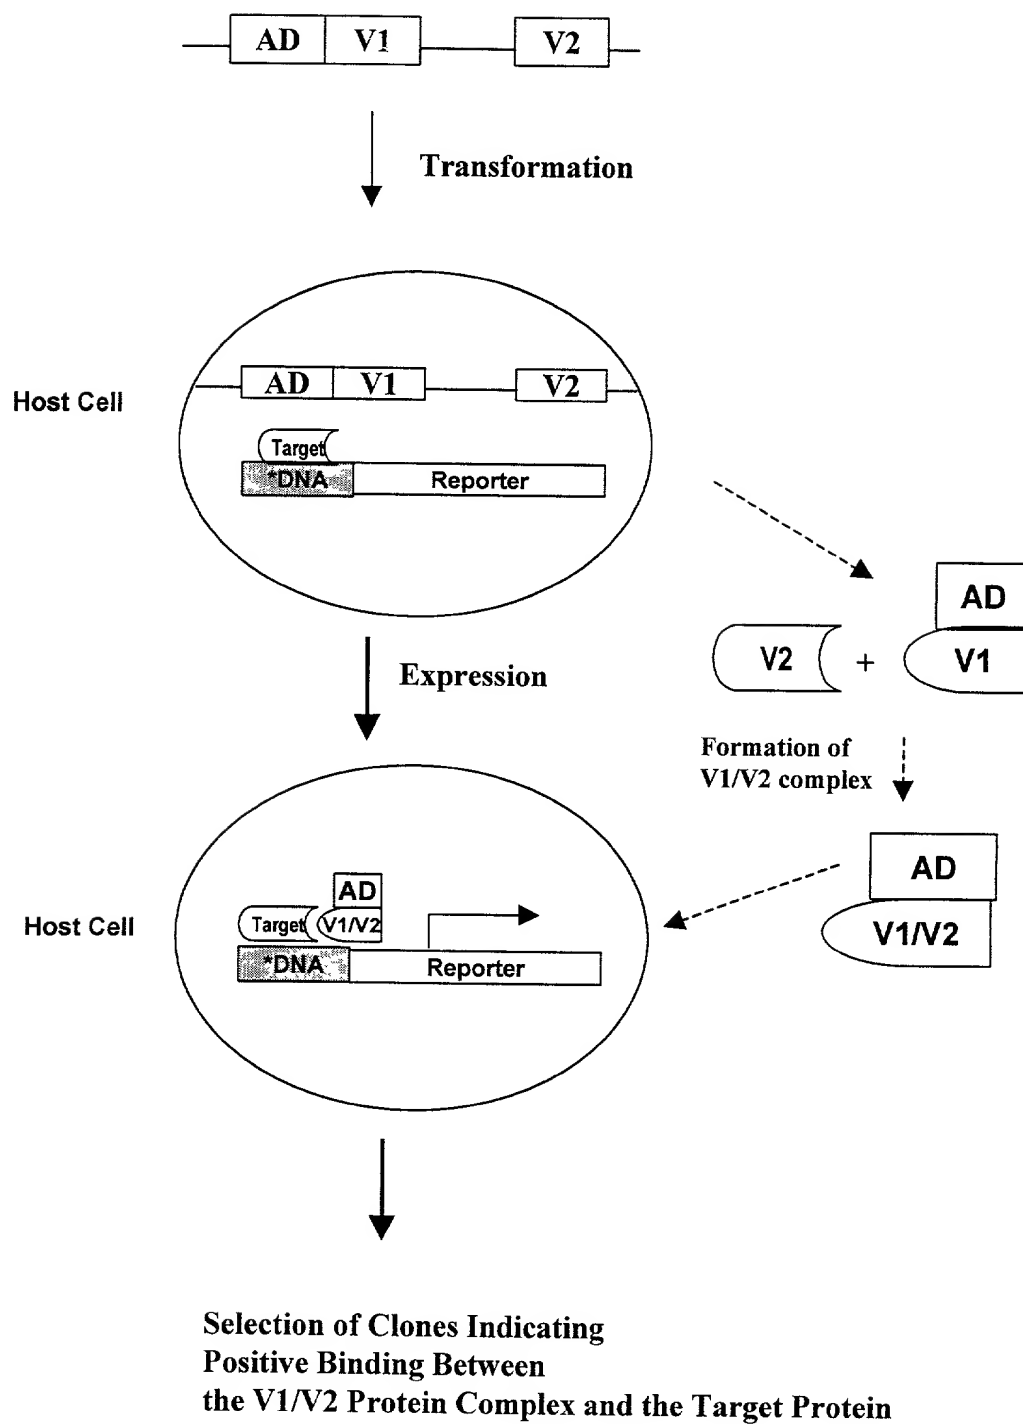 AD V1 V2
Transformation
Host Cell
AD V1 V2
Target
*DNA Reporter
AD
V2 + V1
Expression
Formation of
V1/V2 complex
AD
V1/V2
Host Cell
AD
Target V1/V2
*DNA Reporter
Selection of Clones Indicating
Positive Binding Between
the V1/V2 Protein Complex and the Target Protein